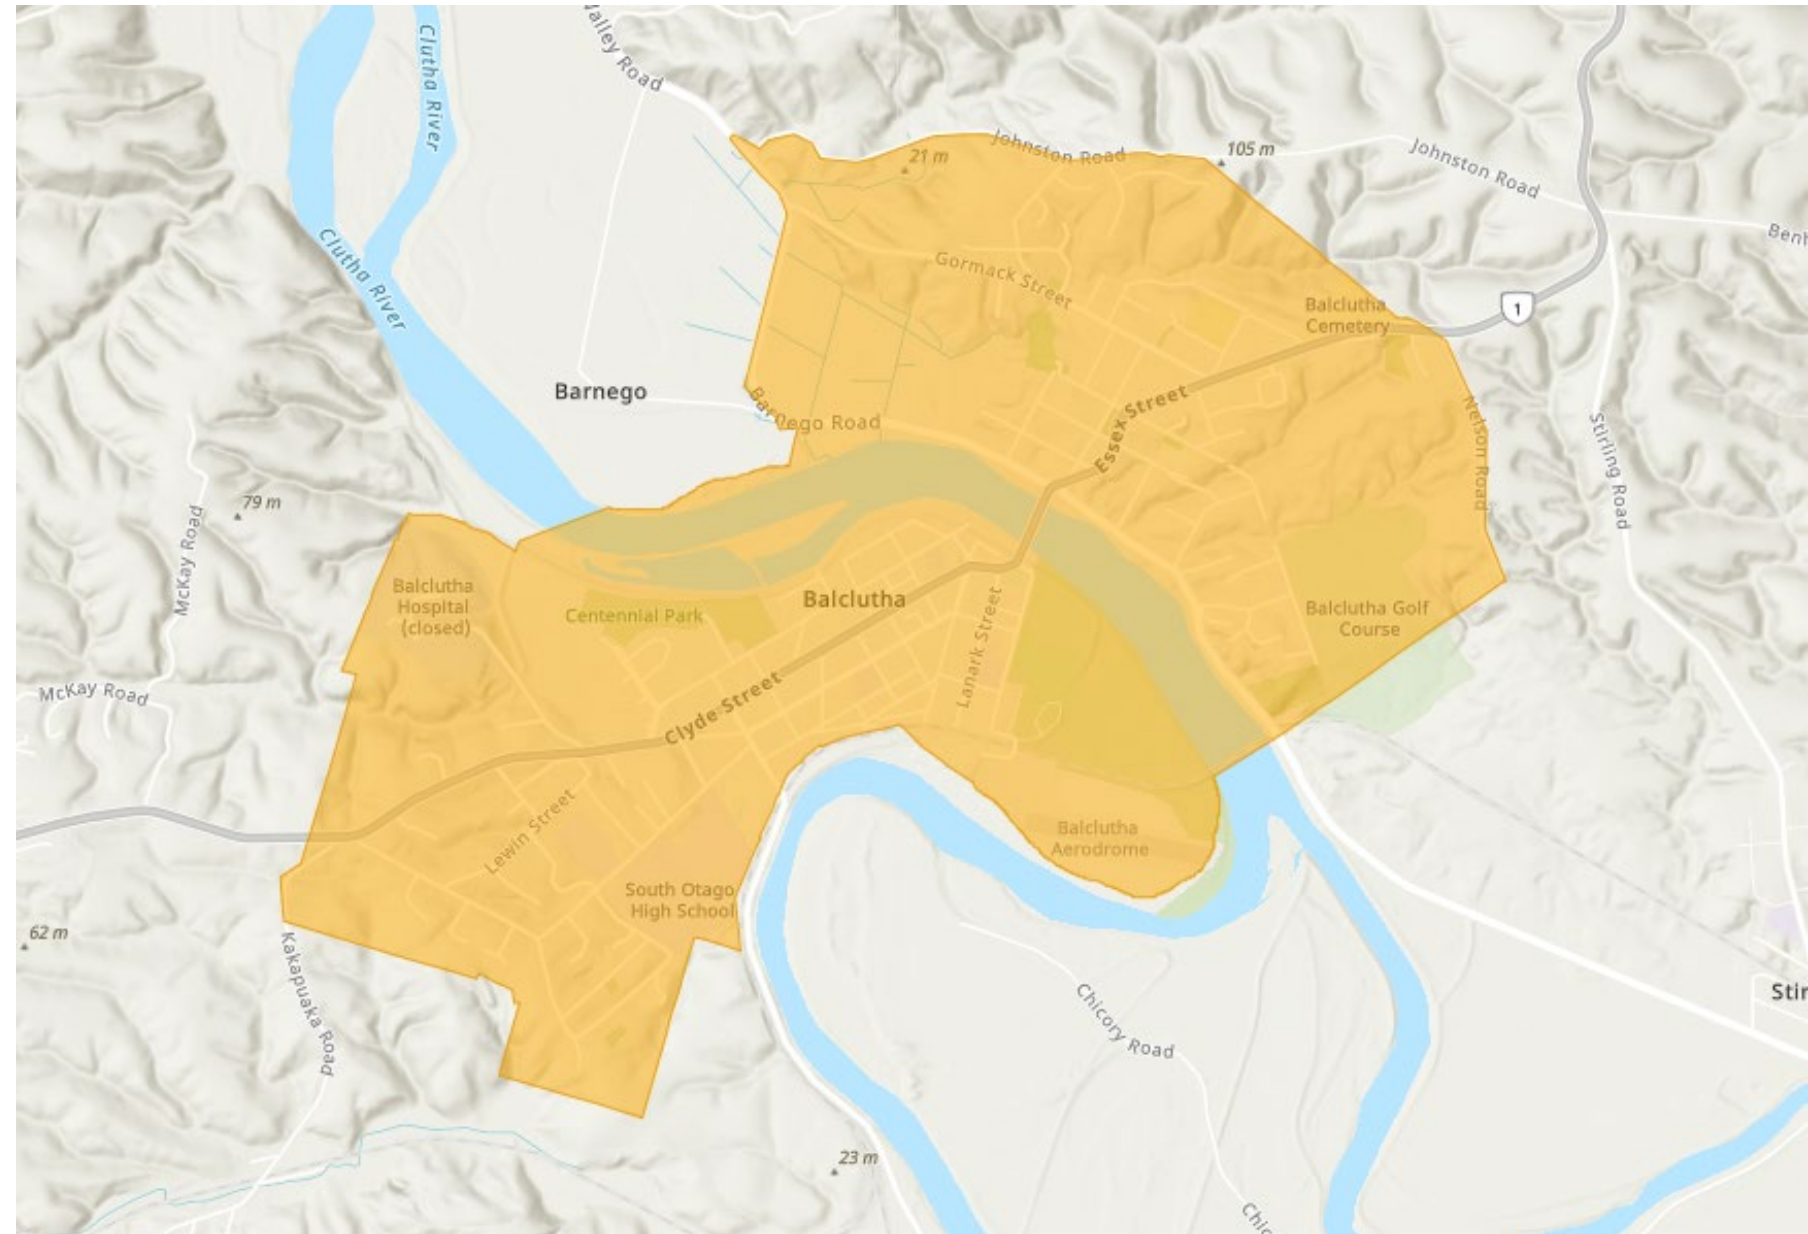 Valley Road
Clutha River
Johnston Road
21 m
105 m
Johnston Road
Clutha River
Gormack Street
Balclutha
Cemetery
1
Barnego
Barnego Road
Essex Street
Nelson Road
Stirling Road
79 m
McKay Road
Balclutha
Hospital
(closed)
Centennial Park
Balclutha
Balclutha Golf
Course
Lanark Street
McKay Road
Clyde Street
Lewin Street
Balclutha
Aerodrome
South Otago
High School
62 m
Kakapuaka Road
Chicory Road
Stir
23 m
Chic